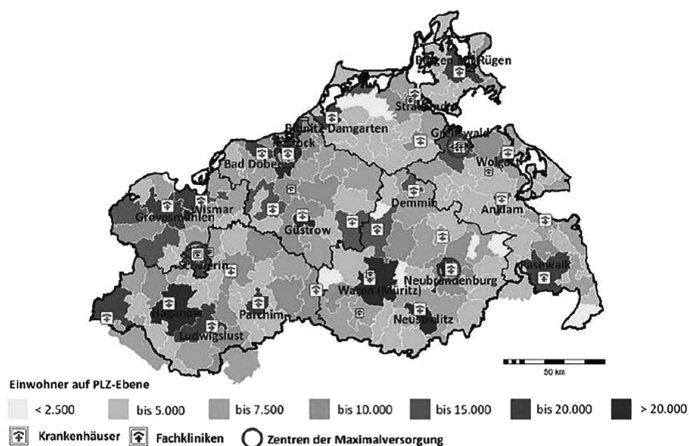 Bergen auf Rügen
Stralsund
Ribnitz-Damgarten
Greifswald
Rostock
Bad Doberan
Wolgast
Wismar
Grevesmühlen
Demmin
Anklam
Güstrow
Schwerin
Pasewalk
Neubrandenburg
Waren (Müritz)
Hagenow
Parchim
Neustrelitz
Ludwigslust
50 km
Einwohner auf PLZ-Ebene
< 2.500 bis 5.000 bis 7.500 bis 10.000 bis 15.000 bis 20.000 > 20.000
Krankenhäuser Fachkliniken Zentren der Maximalversorgung